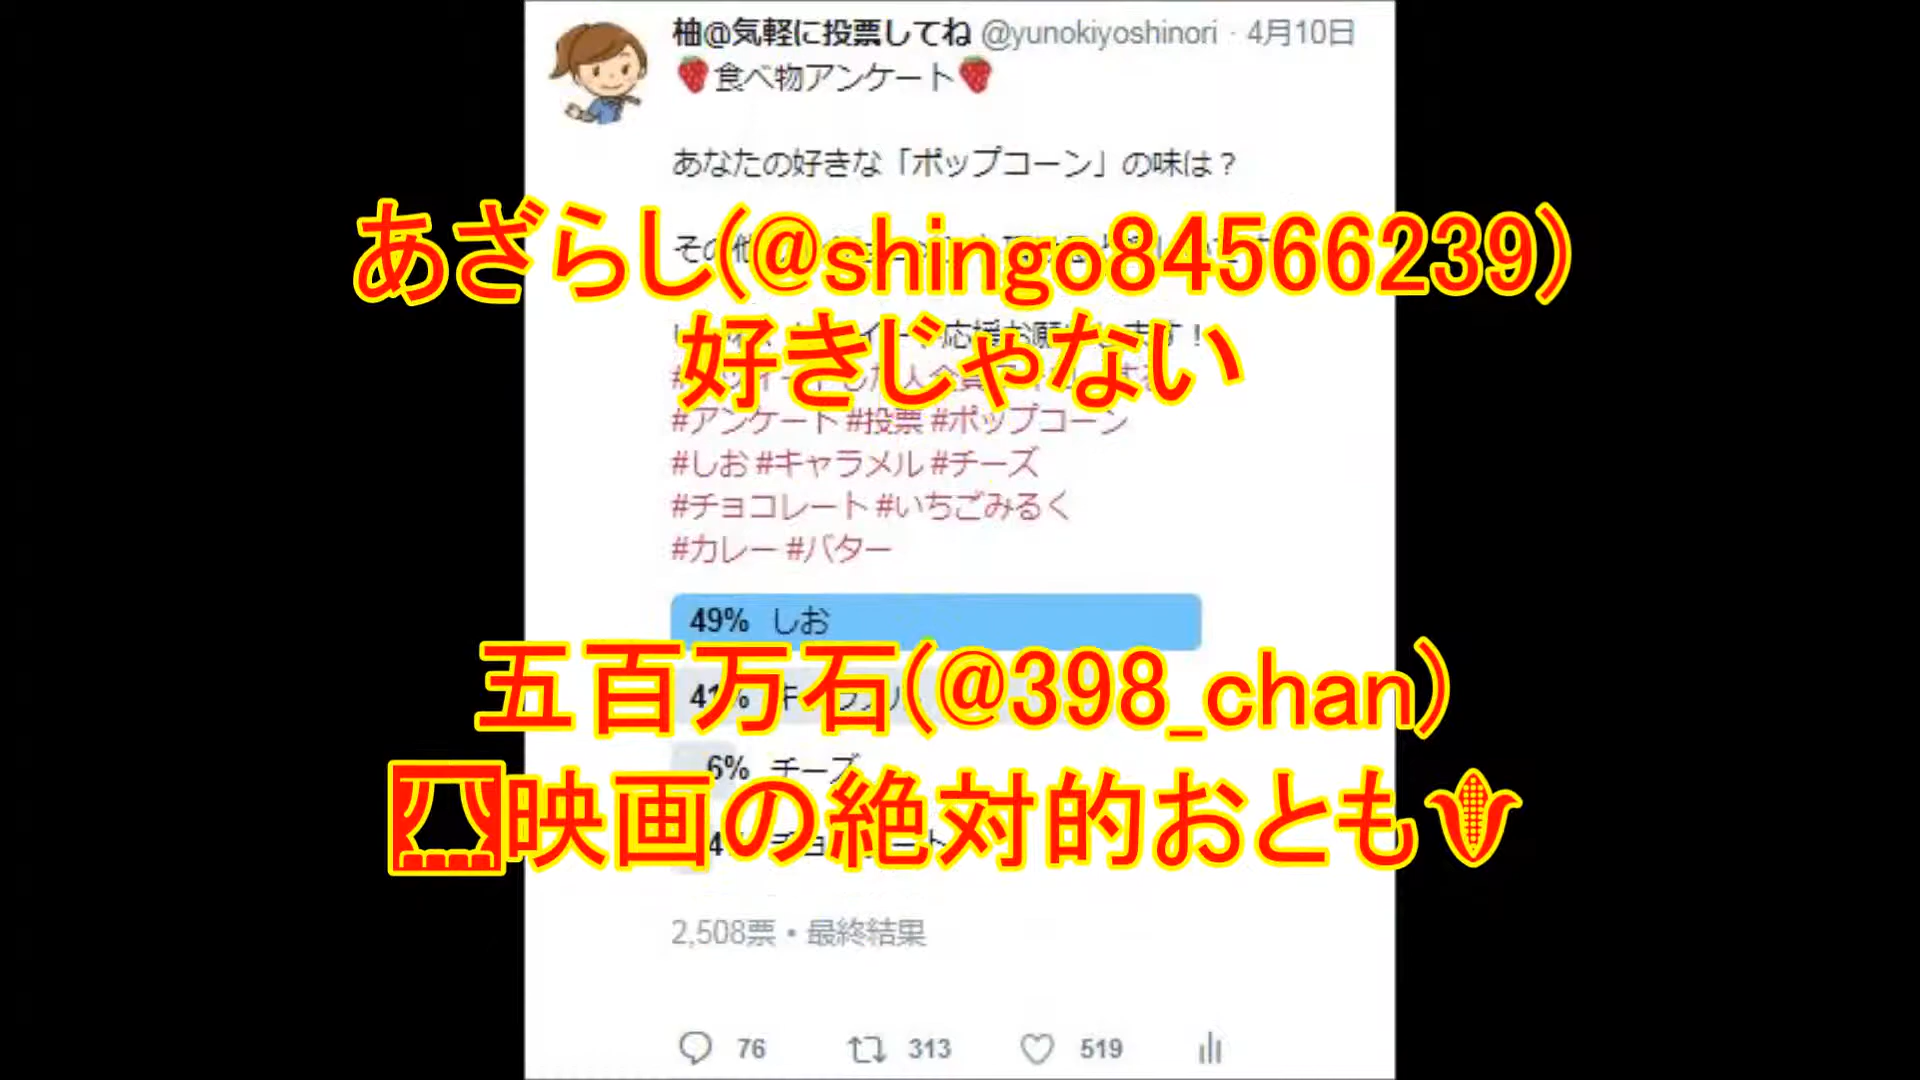 柚@気軽に投票してね @yunokiyoshinori · 4月10日
🍓食べ物アンケート🍓
あなたの好きな「ポップコーン」の味は？
あざらし(@shingo84566239)
好きじゃない
#アンケート #投票 #ポップコーン
#しお #キャラメル #チーズ
#チョコレート #いちごみるく
#カレー #バター
49% しお
五百万石(@398_chan)
41% キャラメル
6% チーズ
映画の絶対的おとも🌽
2,508票・最終結果
76 313 519